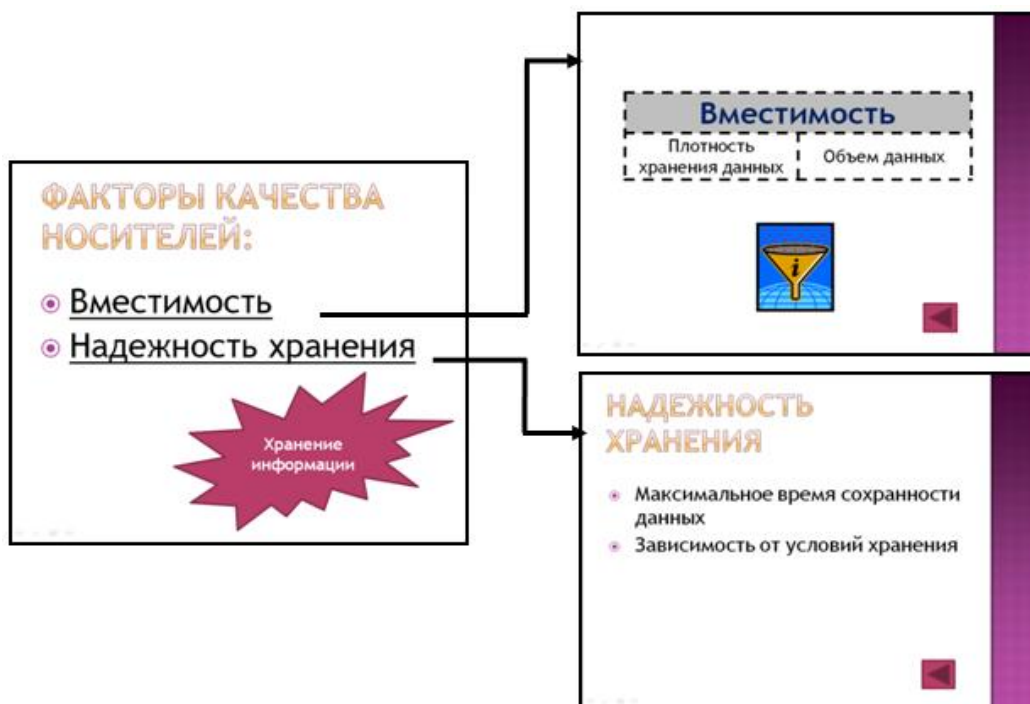 ФАКТОРЫ КАЧЕСТВА
НОСИТЕЛЕЙ:
Вместимость
Надежность хранения
Хранение
информации
Вместимость
Плотность
хранения данных
Объем данных
i
НАДЕЖНОСТЬ
ХРАНЕНИЯ
Максимальное время сохранности
данных
Зависимость от условий хранения